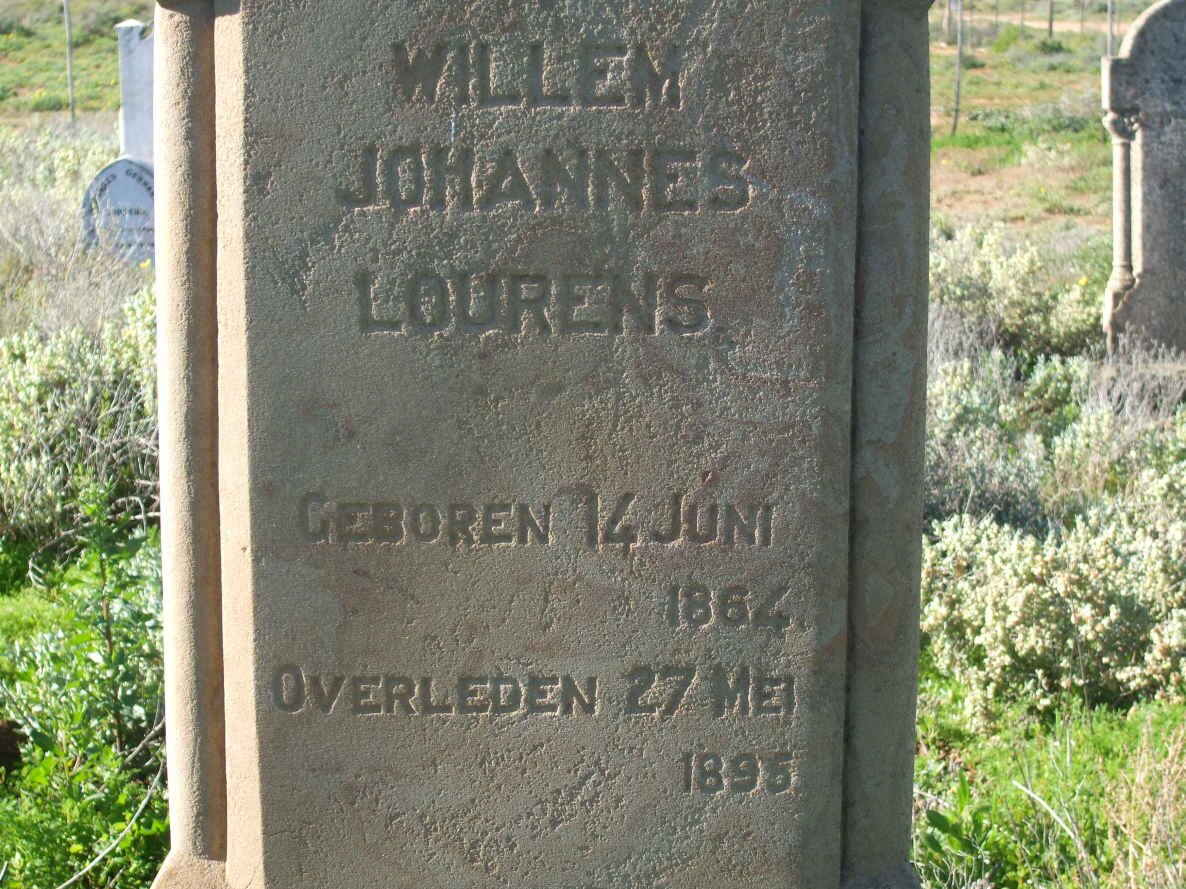 WILLEM
JOHANNES
LOURENS.
GEBOREN 14 JUNI
1864.
OVERLEDEN 27 MEI
1895.